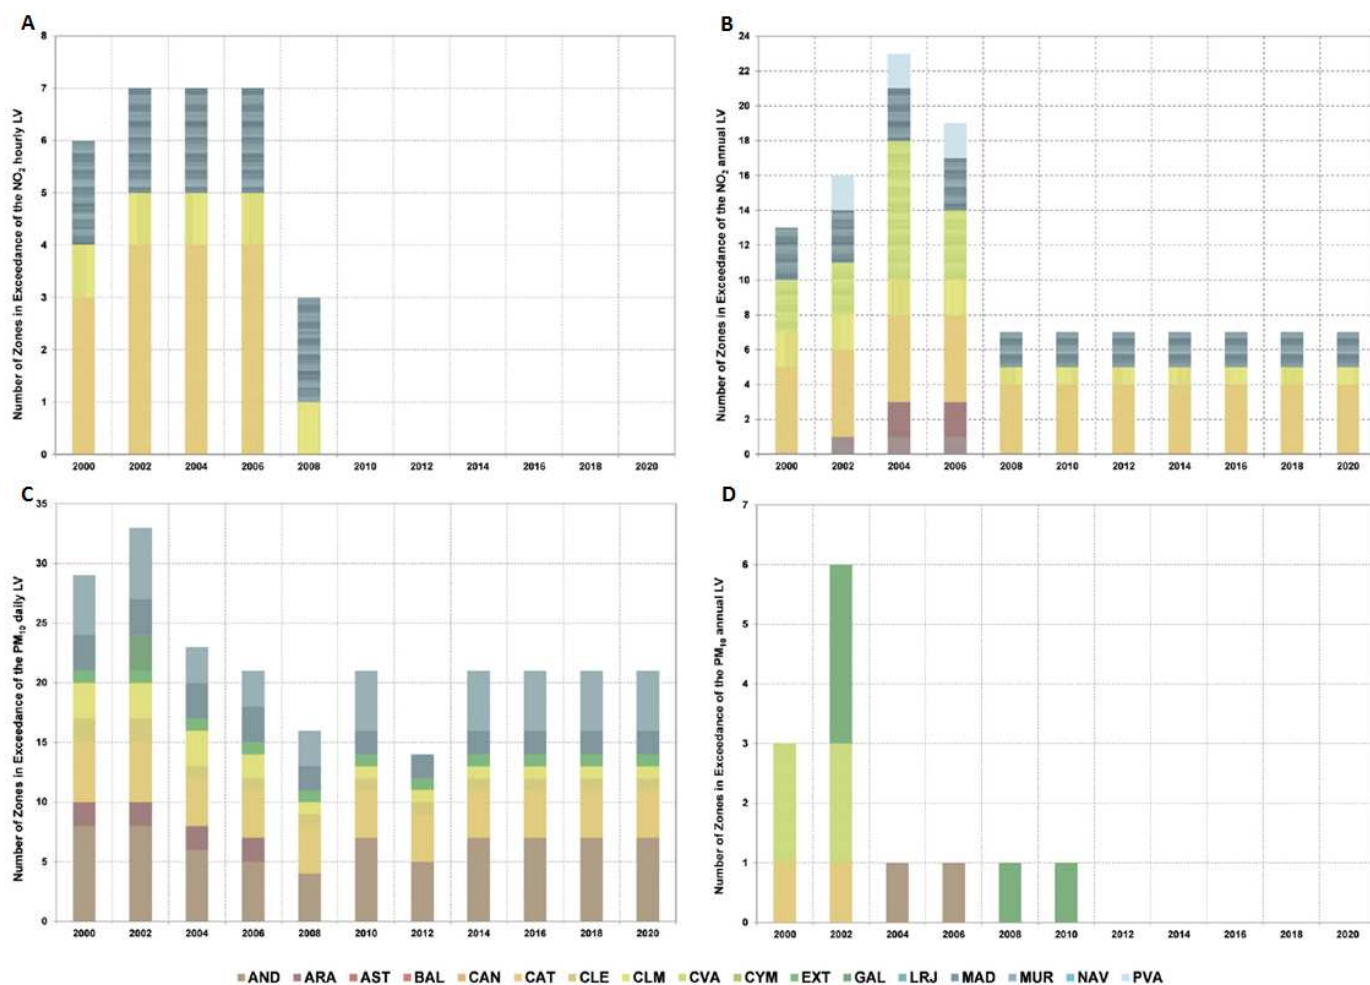 A
Number of Zones in Exceedance of the NO₂ hourly LV
8
7
6
5
4
3
2
1
0
2000 2002 2004 2006 2008 2010 2012 2014 2016 2018 2020
B
Number of Zones in Exceedance of the NO₂ annual LV
24
22
20
18
16
14
12
10
8
6
4
2
0
2000 2002 2004 2006 2008 2010 2012 2014 2016 2018 2020
C
Number of Zones in Exceedance of the PM₁₀ daily LV
35
30
25
20
15
10
5
0
2000 2002 2004 2006 2008 2010 2012 2014 2016 2018 2020
D
Number of Zones in Exceedance of the PM₁₀ annual LV
7
6
5
4
3
2
1
0
2000 2002 2004 2006 2008 2010 2012 2014 2016 2018 2020
AND ARA AST BAL CAN CAT CLE CLM CVA CYM EXT GAL LRJ MAD MUR NAV PVA